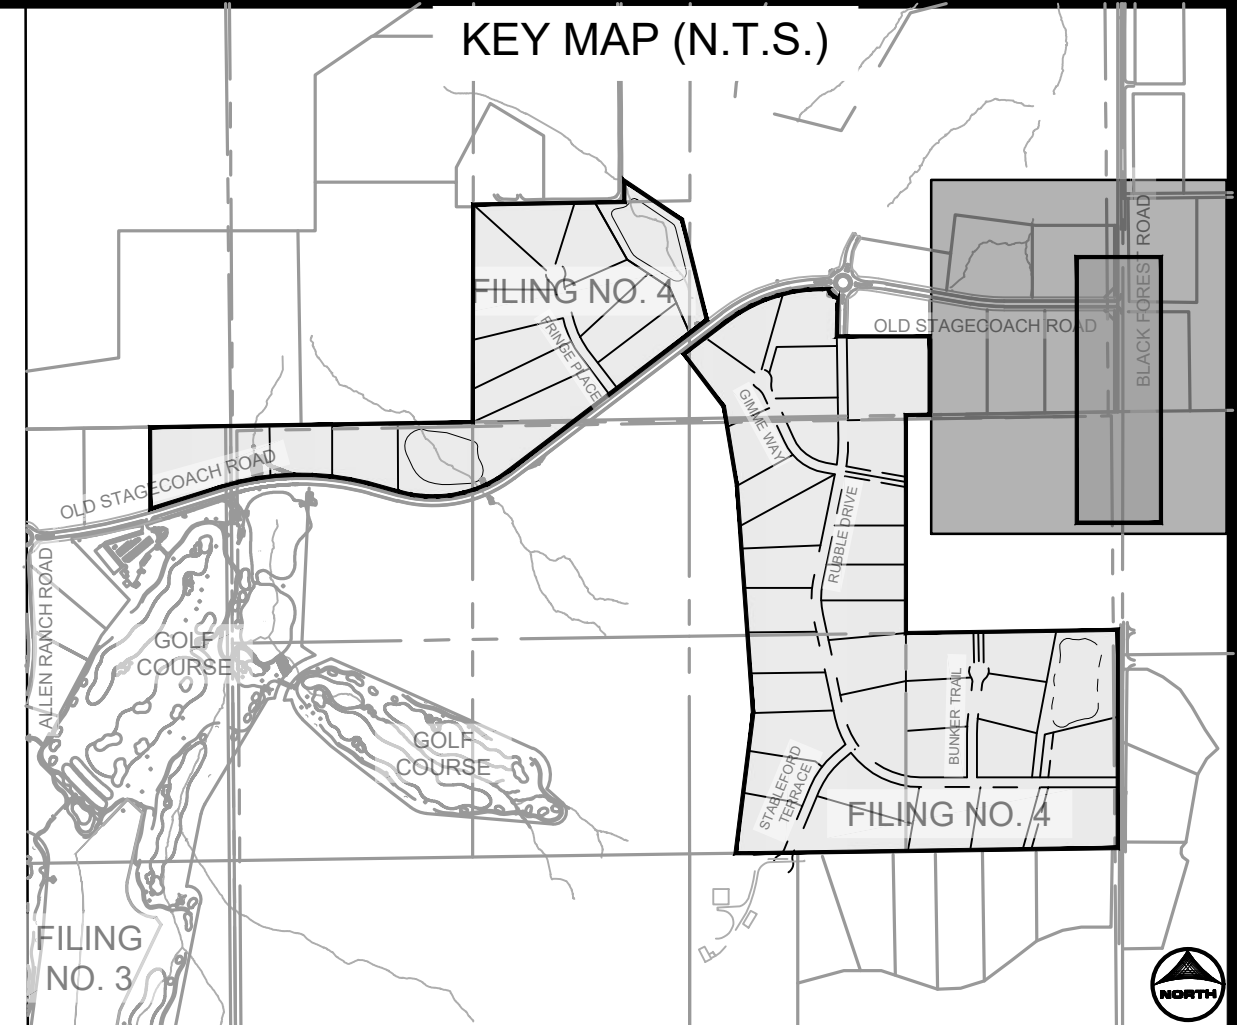 KEY MAP (N.T.S.)
BLACK FOREST ROAD
FILING NO. 4
OLD STAGECOACH ROAD
FRINGE PLACE
GIMME WAY
OLD STAGECOACH ROAD
RUBBLE DRIVE
ALLEN RANCH ROAD
GOLF
COURSE
BUNKER TRAIL
GOLF
COURSE
STABLEFORD
TERRACE
FILING NO. 4
FILING
NO. 3
NORTH